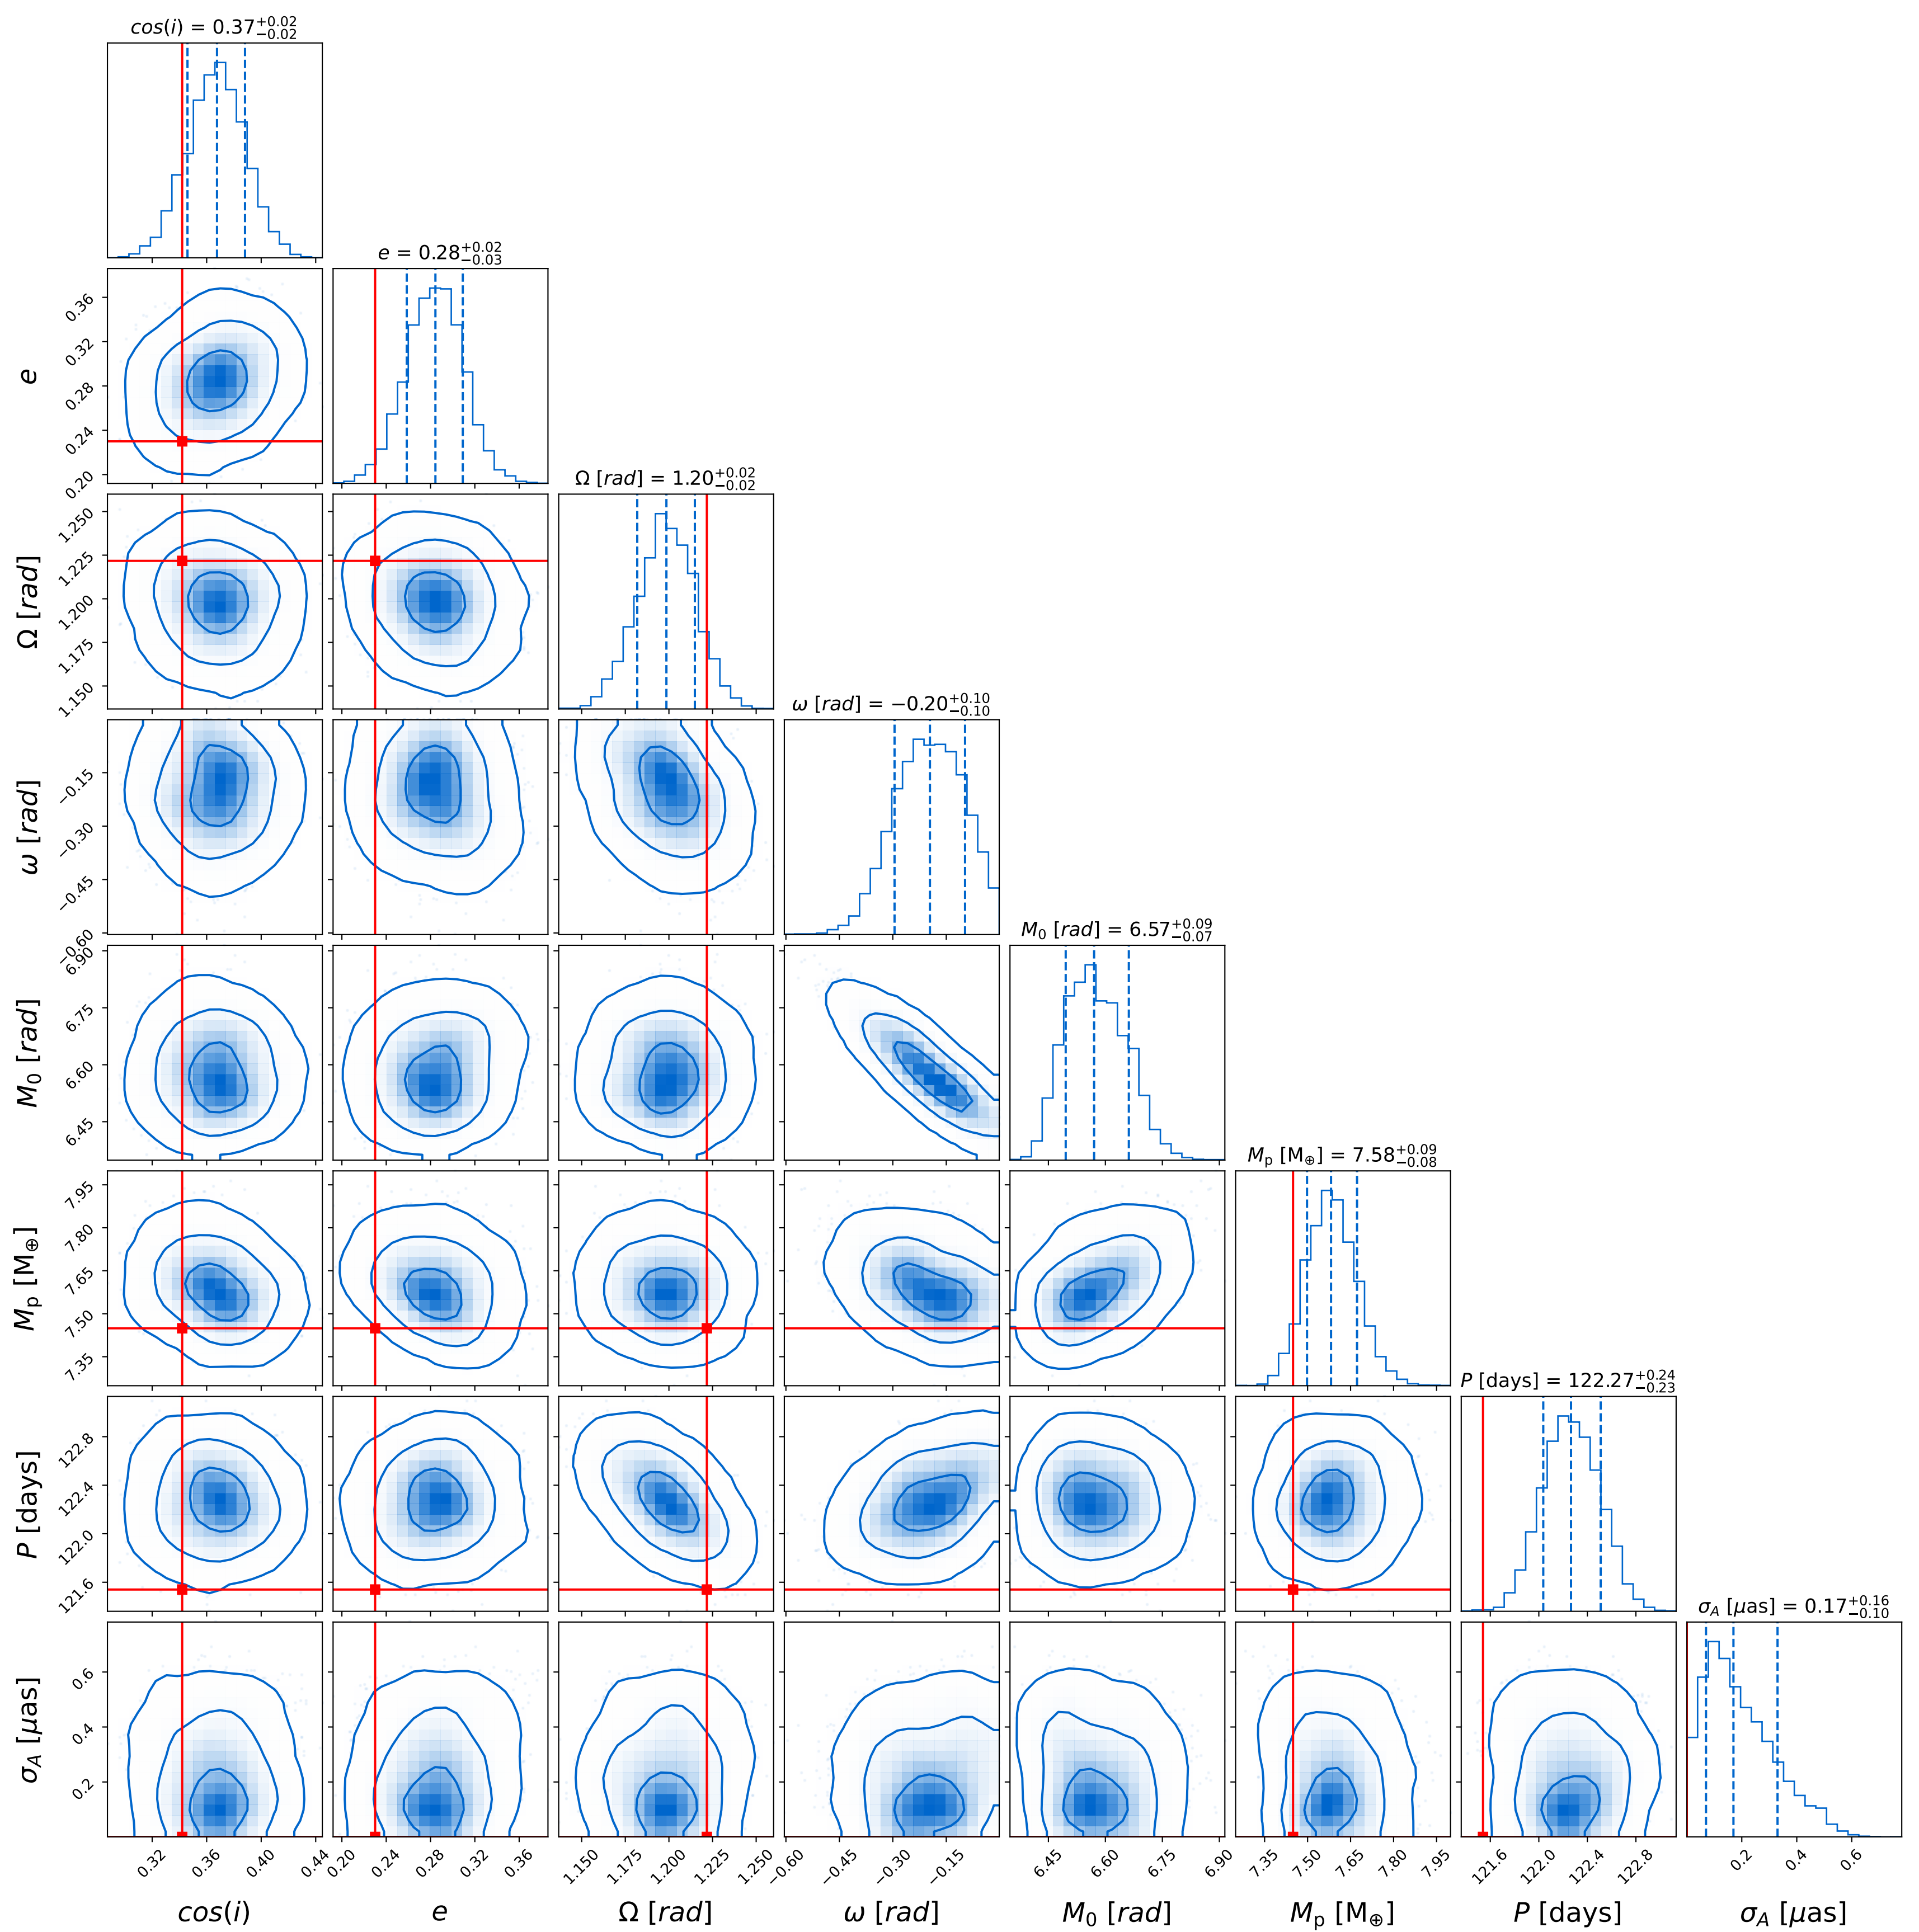 cos(i) = 0.37+0.02−0.02
e = 0.28+0.02−0.03
0.36
0.32
0.28
0.24
0.20
e
Ω [rad] = 1.20+0.02−0.02
1.250
1.225
1.200
1.175
1.150
Ω [rad]
ω [rad] = −0.20+0.10−0.10
−0.15
−0.30
−0.45
−0.60
ω [rad]
M0 [rad] = 6.57+0.09−0.07
6.90
6.75
6.60
6.45
M0 [rad]
Mp [M⊕] = 7.58+0.09−0.08
7.95
7.80
7.65
7.50
7.35
Mp [M⊕]
P [days] = 122.27+0.24−0.23
122.8
122.4
122.0
121.6
P [days]
σA [μas] = 0.17+0.16−0.10
0.6
0.4
0.2
σA [μas]
0.32 0.36 0.40 0.44 0.20 0.24 0.28 0.32 0.36 1.150 1.175 1.200 1.225 1.250 −0.60 −0.45 −0.30 −0.15 6.45 6.60 6.75 6.90 7.35 7.50 7.65 7.80 7.95 121.6 122.0 122.4 122.8 0.2 0.4 0.6
cos(i) e Ω [rad] ω [rad] M0 [rad] Mp [M⊕] P [days] σA [μas]